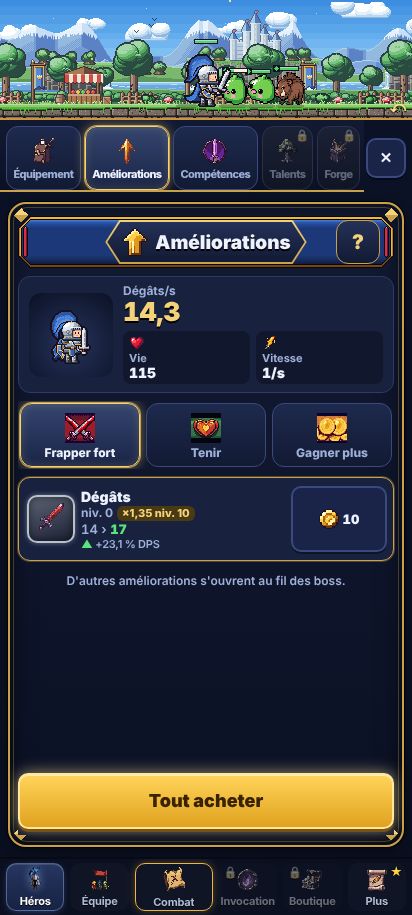 Équipement
Améliorations
Compétences
Talents
Forge
×
Améliorations
?
Dégâts/s
14,3
Vie
115
Vitesse
1/s
Frapper fort
Tenir
Gagner plus
Dégâts
niv. 0 ×1,35 niv. 10
14 › 17
▲ +23,1 % DPS
10
D'autres améliorations s'ouvrent au fil des boss.
Tout acheter
Héros
Équipe
Combat
Invocation
Boutique
Plus